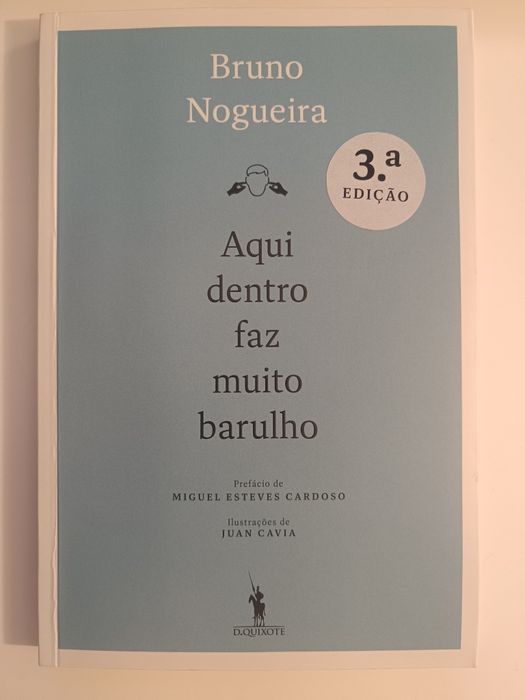 Bruno
Nogueira
3.ª
EDIÇÃO
Aqui
dentro
faz
muito
barulho
Prefácio de
MIGUEL ESTEVES CARDOSO
Ilustrações de
JUAN CAVIA
D.QUIXOTE